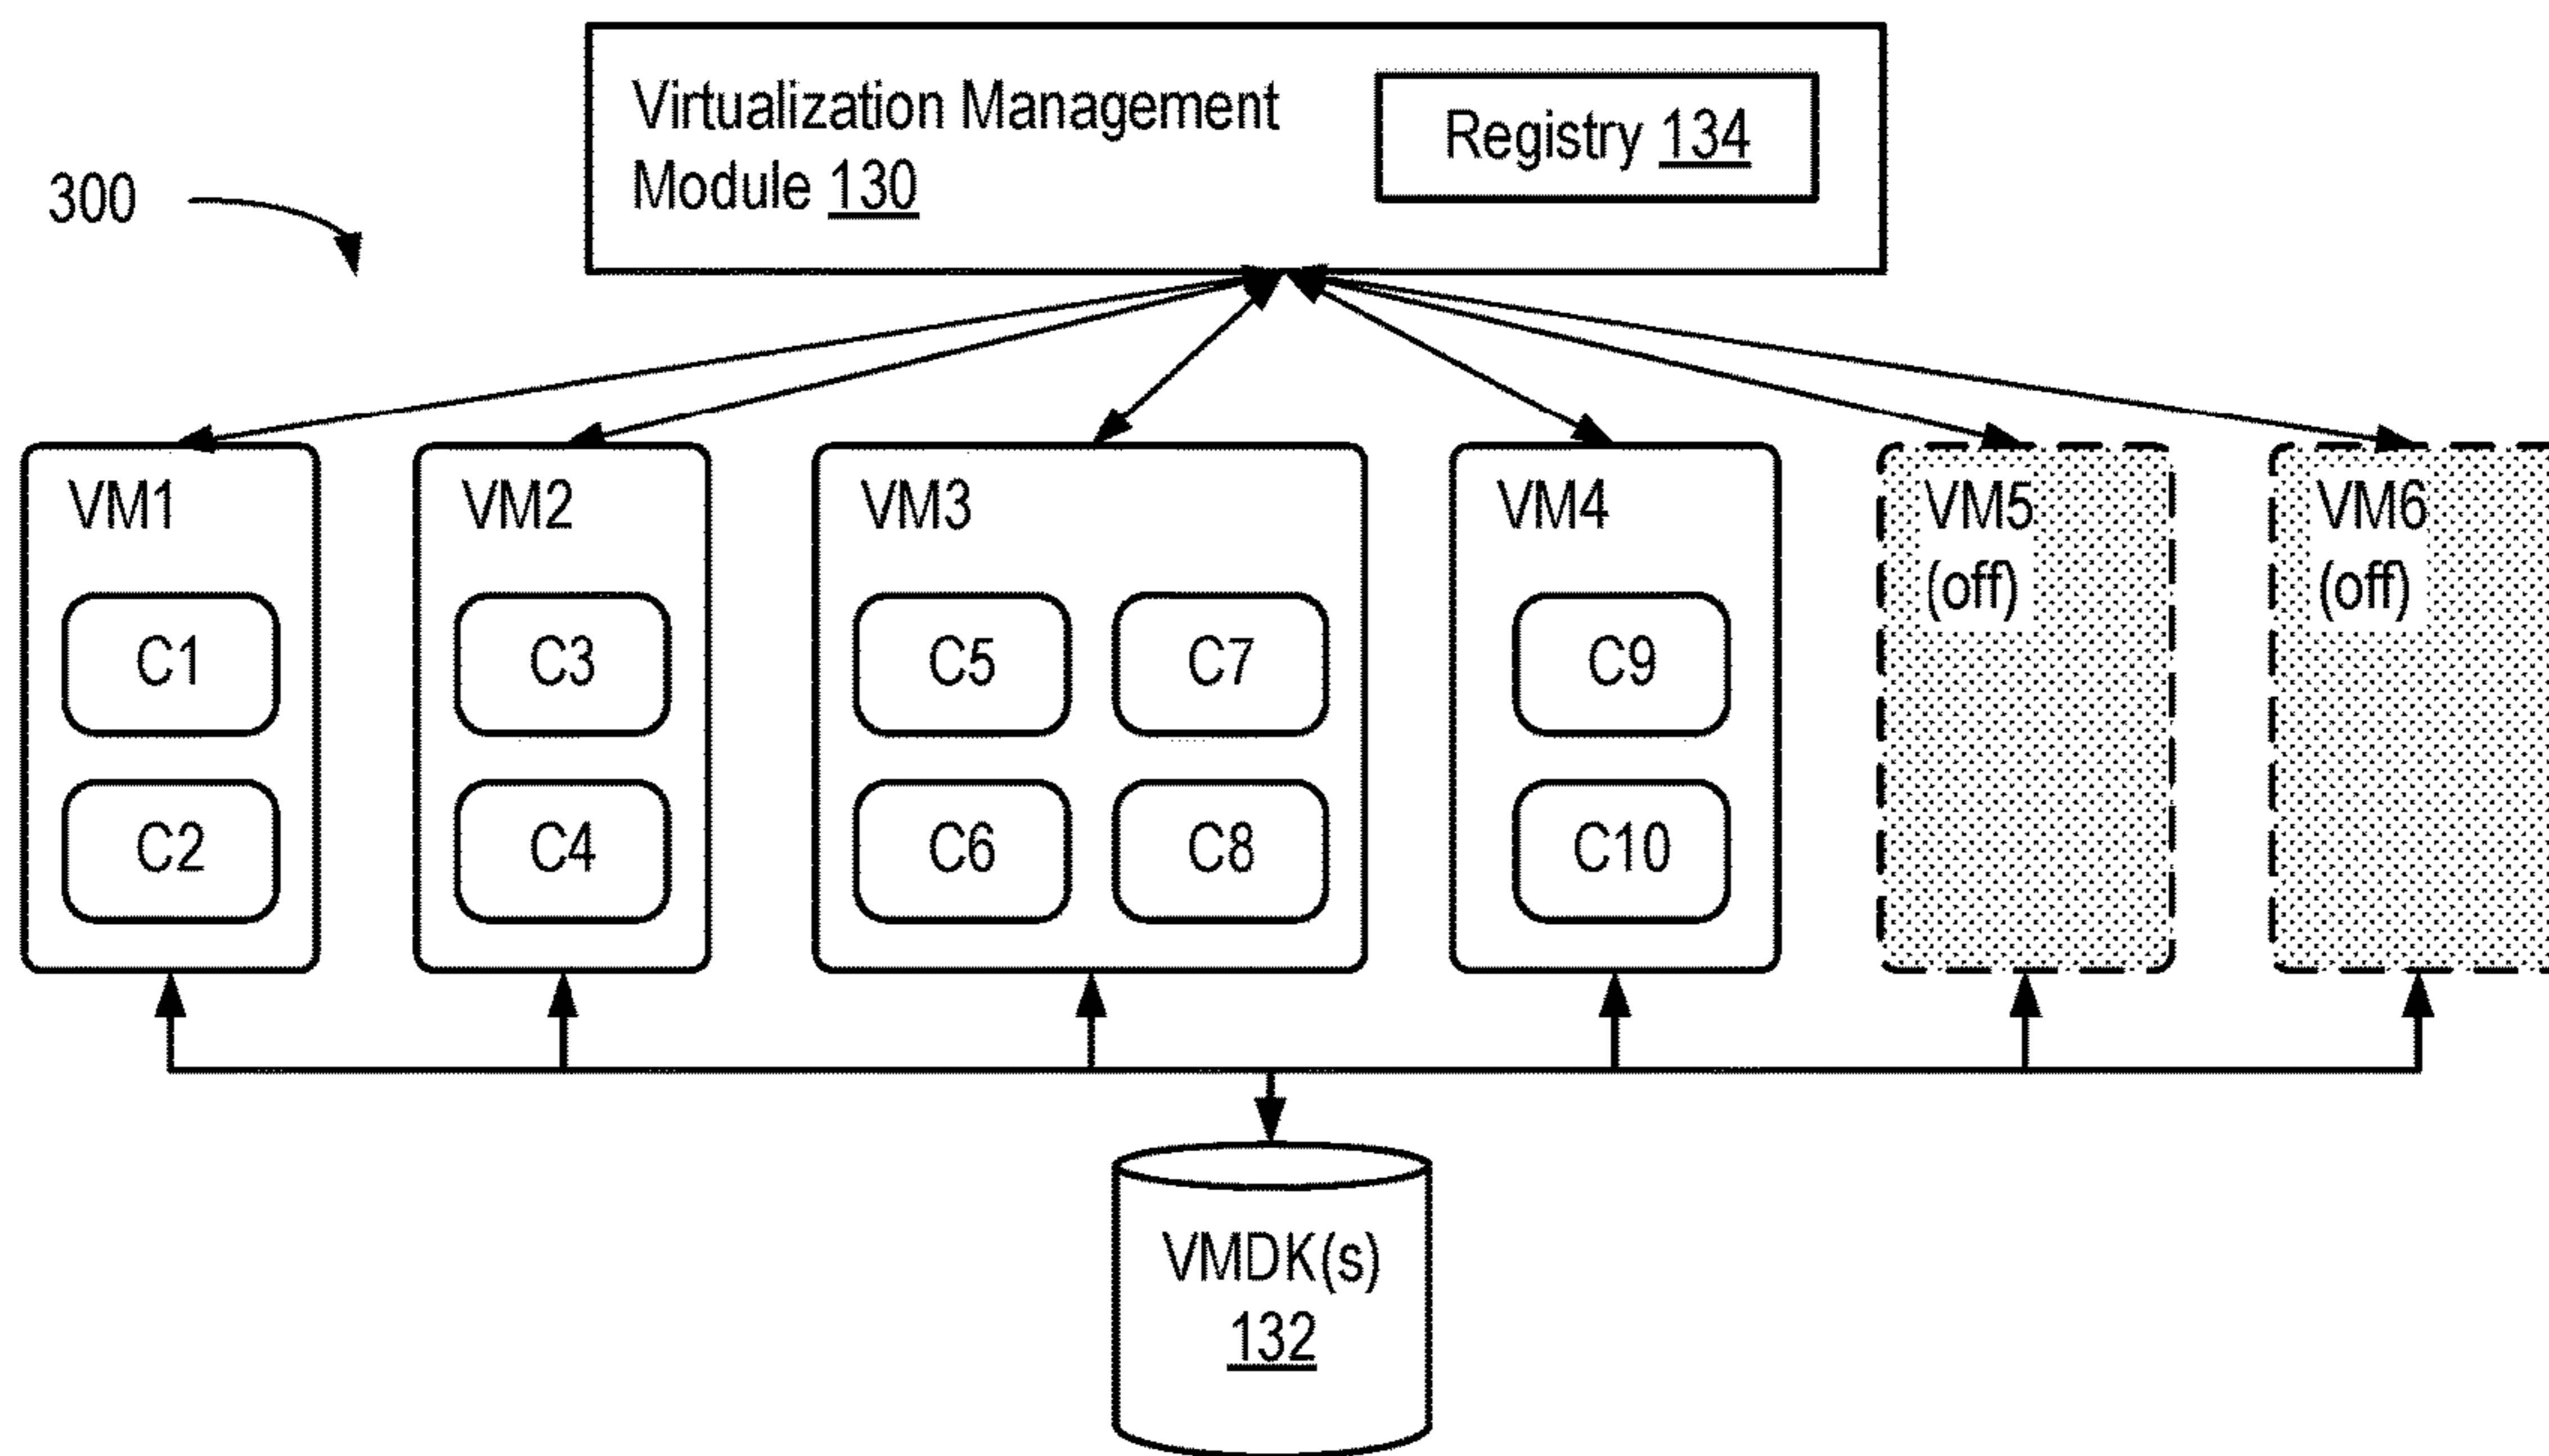 Virtualization Management
Module 130
Registry 134
300
VM1
VM2
VM3
VM4
VM5
(off)
VM6
(off)
C1
C3
C5
C7
C9
C2
C4
C6
C8
C10
VMDK(s)
132